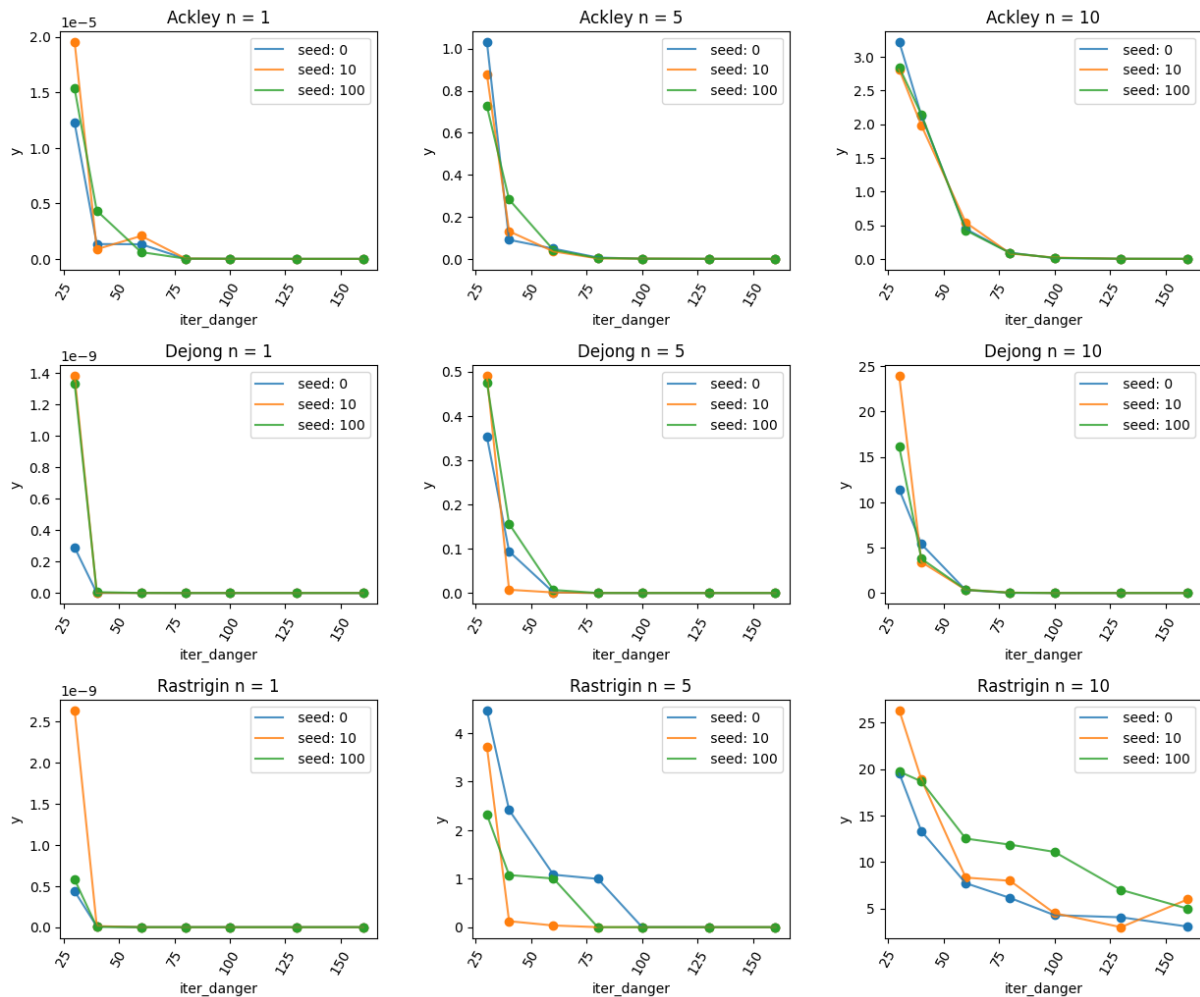 Ackley n = 1
1e−5
2.0
1.5
1.0
0.5
0.0
y
25
50
75
100
125
150
iter_danger
seed: 0
seed: 10
seed: 100
Ackley n = 5
1.0
0.8
0.6
0.4
0.2
0.0
y
25
50
75
100
125
150
iter_danger
seed: 0
seed: 10
seed: 100
Ackley n = 10
3.0
2.5
2.0
1.5
1.0
0.5
0.0
y
25
50
75
100
125
150
iter_danger
seed: 0
seed: 10
seed: 100
Dejong n = 1
1e−9
1.4
1.2
1.0
0.8
0.6
0.4
0.2
0.0
y
25
50
75
100
125
150
iter_danger
seed: 0
seed: 10
seed: 100
Dejong n = 5
0.5
0.4
0.3
0.2
0.1
0.0
y
25
50
75
100
125
150
iter_danger
seed: 0
seed: 10
seed: 100
Dejong n = 10
25
20
15
10
5
0
y
25
50
75
100
125
150
iter_danger
seed: 0
seed: 10
seed: 100
Rastrigin n = 1
1e−9
2.5
2.0
1.5
1.0
0.5
0.0
y
25
50
75
100
125
150
iter_danger
seed: 0
seed: 10
seed: 100
Rastrigin n = 5
4
3
2
1
0
y
25
50
75
100
125
150
iter_danger
seed: 0
seed: 10
seed: 100
Rastrigin n = 10
25
20
15
10
5
y
25
50
75
100
125
150
iter_danger
seed: 0
seed: 10
seed: 100